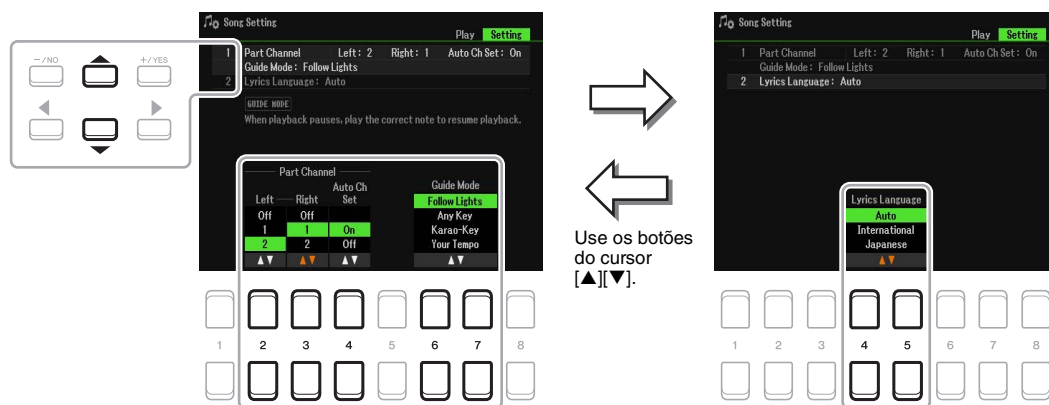 Song Setting
Play Setting
1 Part Channel Left: 2 Right: 1 Auto Ch Set: On
Guide Mode: Follow Lights
2 Lyrics Language: Auto
GUIDE MODE
When playback pauses, play the correct note to resume playback.
-/NO +/YES
Part Channel
Left Right Auto Ch Set
Off Off
1 1 On
2 2 Off
Guide Mode
Follow Lights
Any Key
Karao-Key
Your Tempo
1 2 3 4 5 6 7 8
Use os botões
do cursor
[▲][▼].
Song Setting
Play Setting
1 Part Channel Left: 2 Right: 1 Auto Ch Set: On
Guide Mode: Follow Lights
2 Lyrics Language: Auto
Lyrics Language
Auto
International
Japanese
1 2 3 4 5 6 7 8